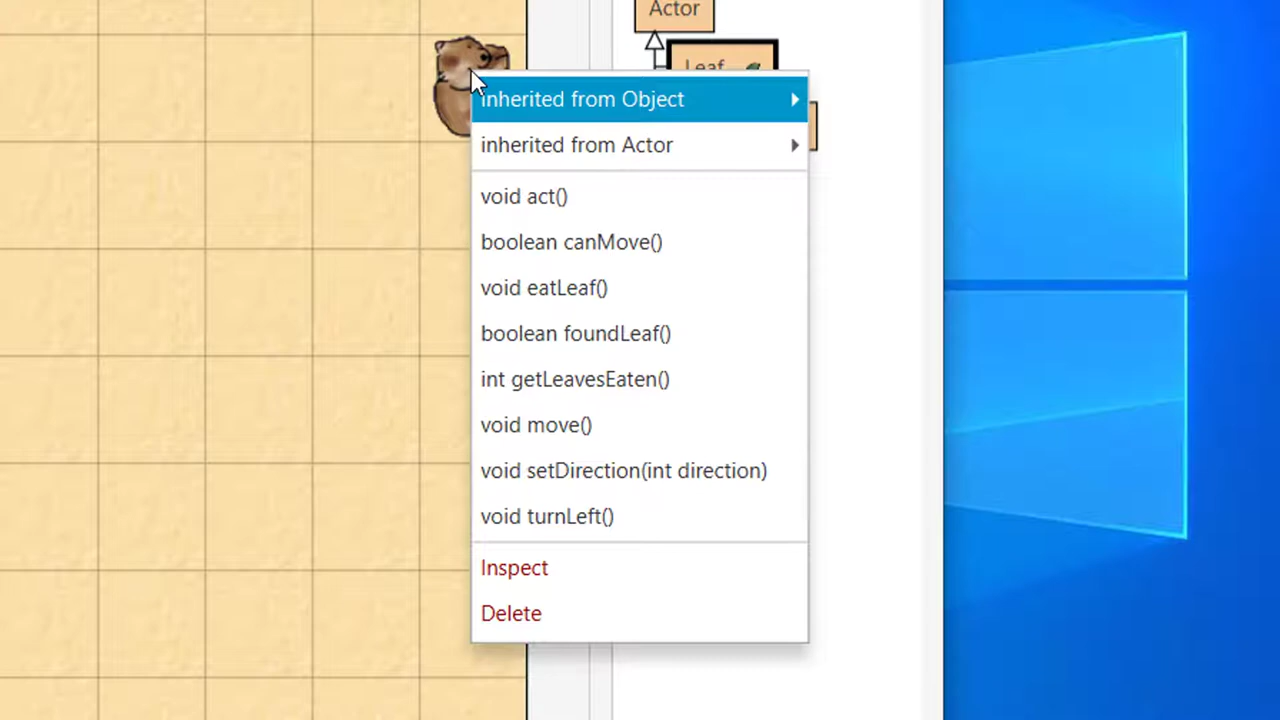 Actor
Leaf
inherited from Object
inherited from Actor
void act()
boolean canMove()
void eatLeaf()
boolean foundLeaf()
int getLeavesEaten()
void move()
void setDirection(int direction)
void turnLeft()
Inspect
Delete